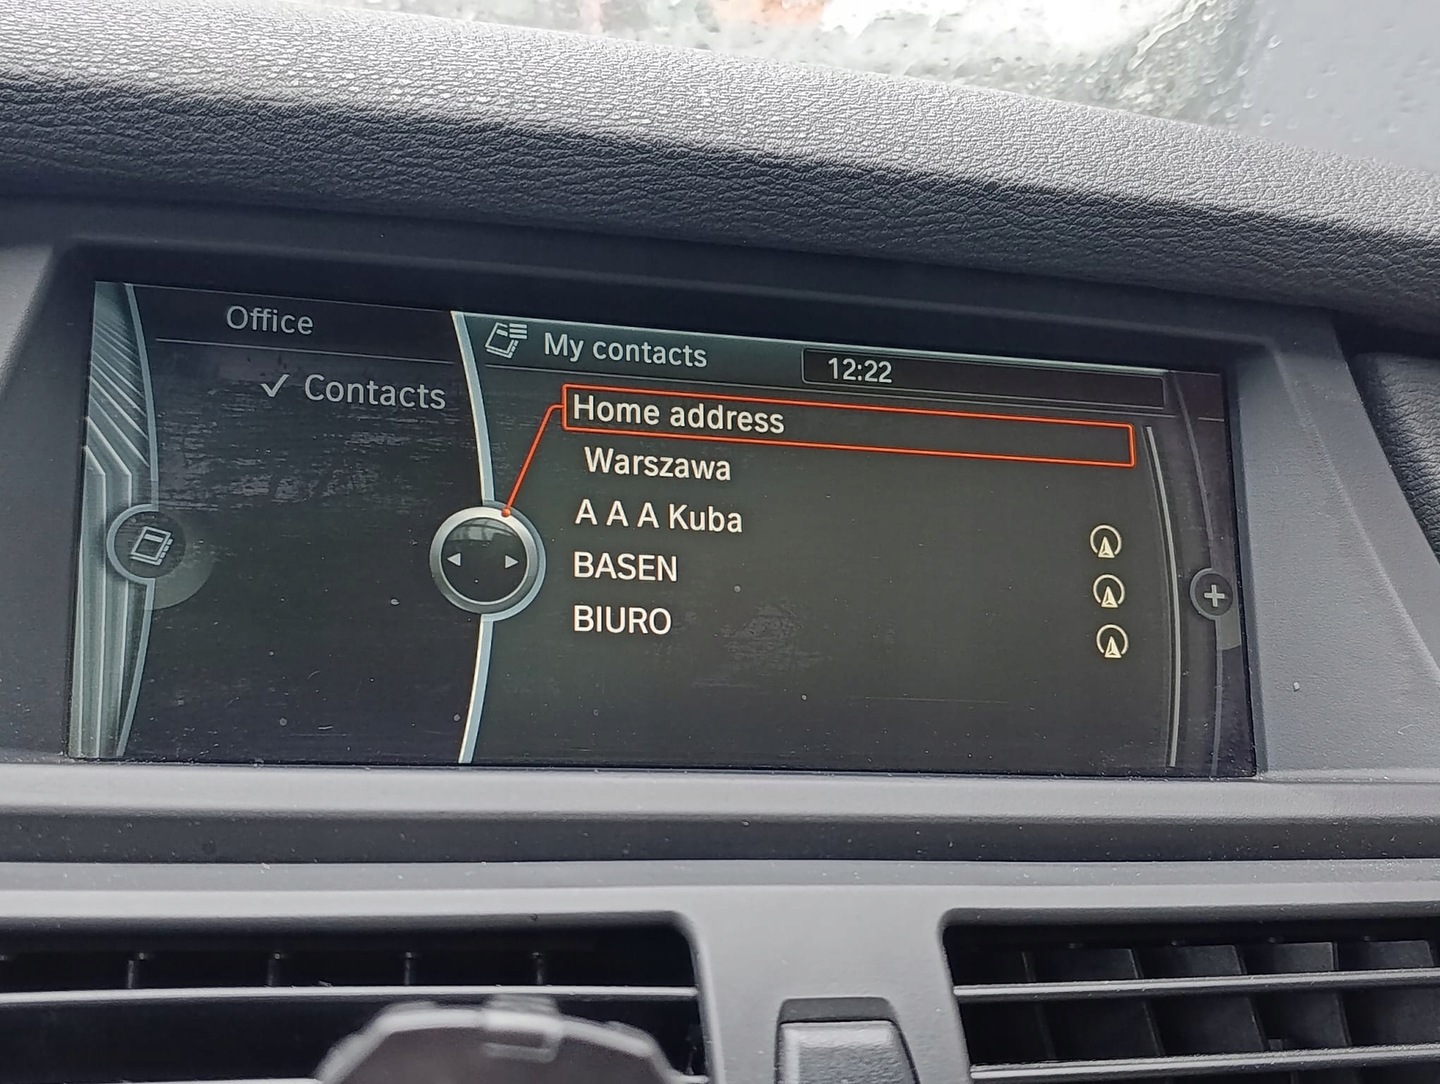 Office
✓ Contacts
My contacts
12:22
Home address
Warszawa
A A A Kuba
BASEN
BIURO